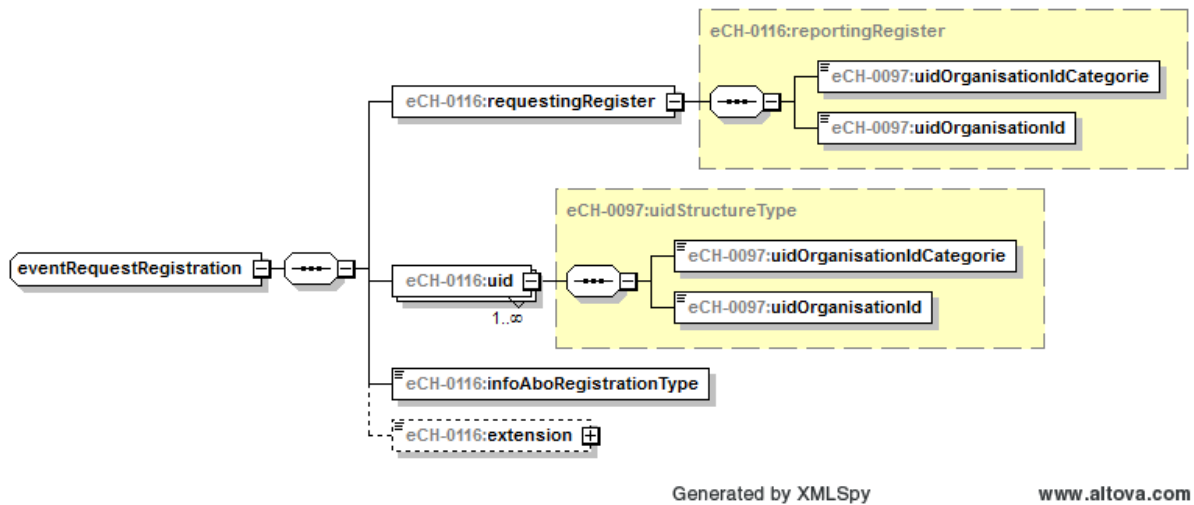 eCH-0116:reportingRegister
eCH-0097:uidOrganisationIdCategorie
eCH-0116:requestingRegister
eCH-0097:uidOrganisationId
eCH-0097:uidStructureType
eCH-0097:uidOrganisationIdCategorie
eventRequestRegistration
eCH-0116:uid
eCH-0097:uidOrganisationId
1..∞
eCH-0116:infoAboRegistrationType
eCH-0116:extension
Generated by XMLSpy www.altova.com